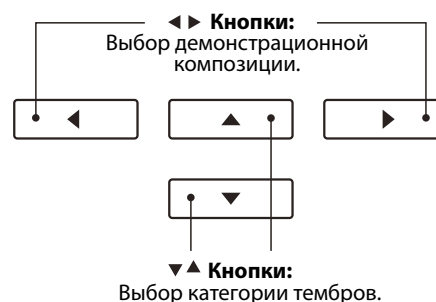 ◀ ▶ Кнопки:
Выбор демонстрационной
композиции.
▼ ▲ Кнопки:
Выбор категории тембров.